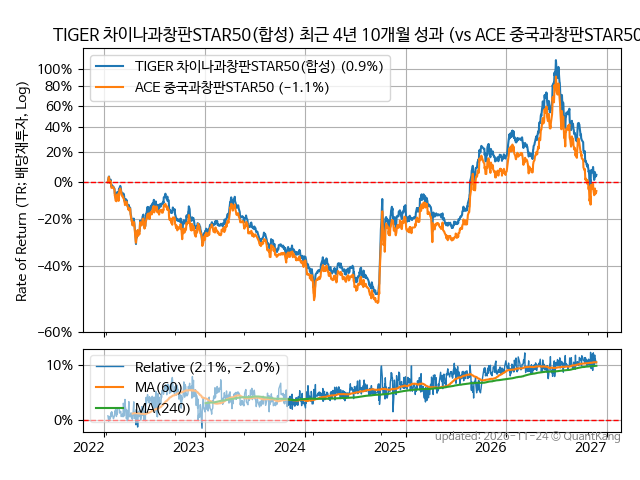 TIGER 차이나과창판STAR50(합성) 최근 4년 10개월 성과 (vs ACE 중국과창판STAR50
Rate of Return (TR: 배당재투자, Log)
100%
80%
60%
40%
20%
0%
−20%
−40%
−60%
TIGER 차이나과창판STAR50(합성) (0.9%)
ACE 중국과창판STAR50 (−1.1%)
10%
0%
Relative (2.1%, −2.0%)
MA(60)
MA(240)
2022
2023
2024
2025
2026
2027
updated: 2026-11-24 © QuantKang